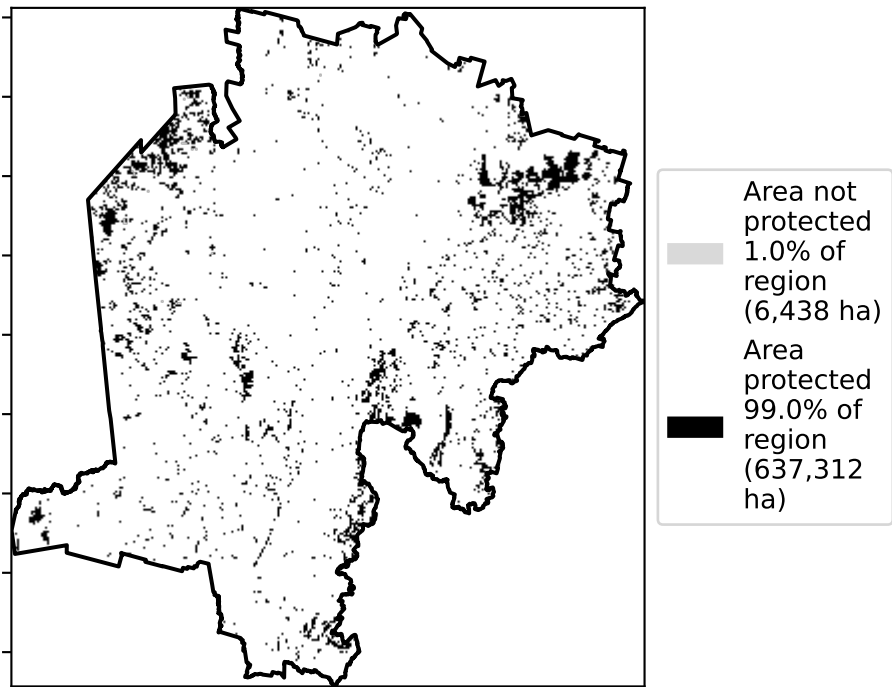 Area not
protected
1.0% of
region
(6,438 ha)
Area
protected
99.0% of
region
(637,312
ha)